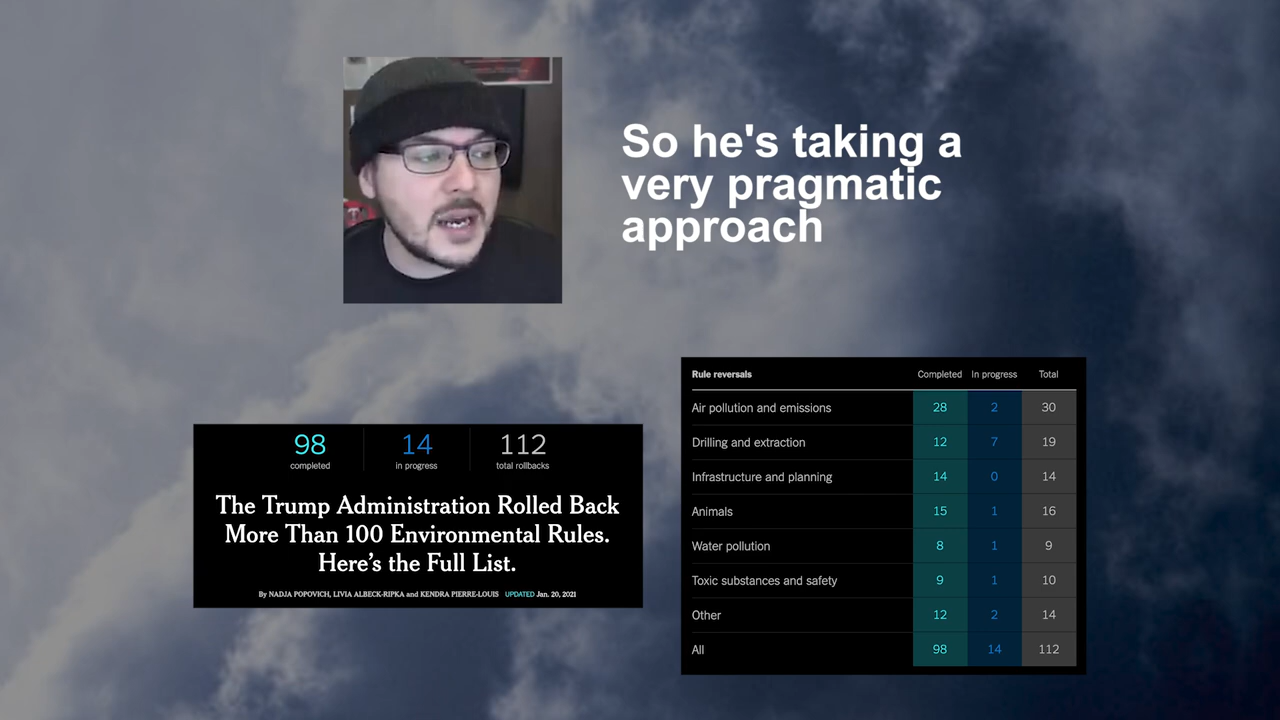 So he's taking a
very pragmatic
approach
98 14 112
completed in progress total rollbacks
The Trump Administration Rolled Back
More Than 100 Environmental Rules.
Here’s the Full List.
By NADJA POPOVICH, LIVIA ALBECK-RIPKA and KENDRA PIERRE-LOUIS UPDATED Jan. 20, 2021
Rule reversals Completed In progress Total
Air pollution and emissions 28 2 30
Drilling and extraction 12 7 19
Infrastructure and planning 14 0 14
Animals 15 1 16
Water pollution 8 1 9
Toxic substances and safety 9 1 10
Other 12 2 14
All 98 14 112